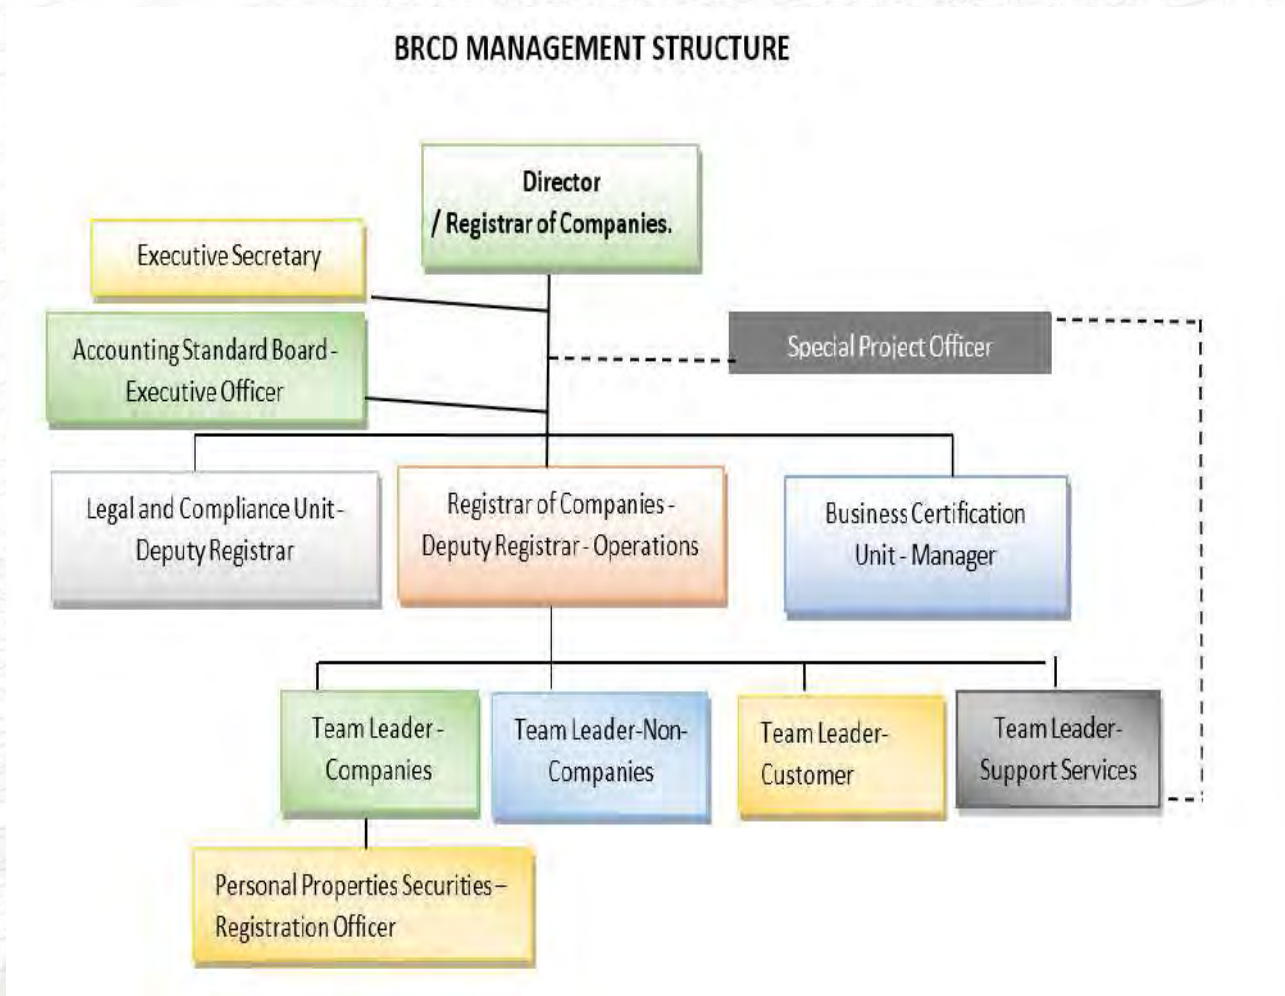 BRCD MANAGEMENT STRUCTURE
Director
/ Registrar of Companies.
Executive Secretary
Accounting Standard Board -
Executive Officer
Special Project Officer
Legal and Compliance Unit -
Deputy Registrar
Registrar of Companies -
Deputy Registrar - Operations
Business Certification
Unit - Manager
Team Leader -
Companies
Team Leader-Non-
Companies
Team Leader-
Customer
Team Leader-
Support Services
Personal Properties Securities –
Registration Officer